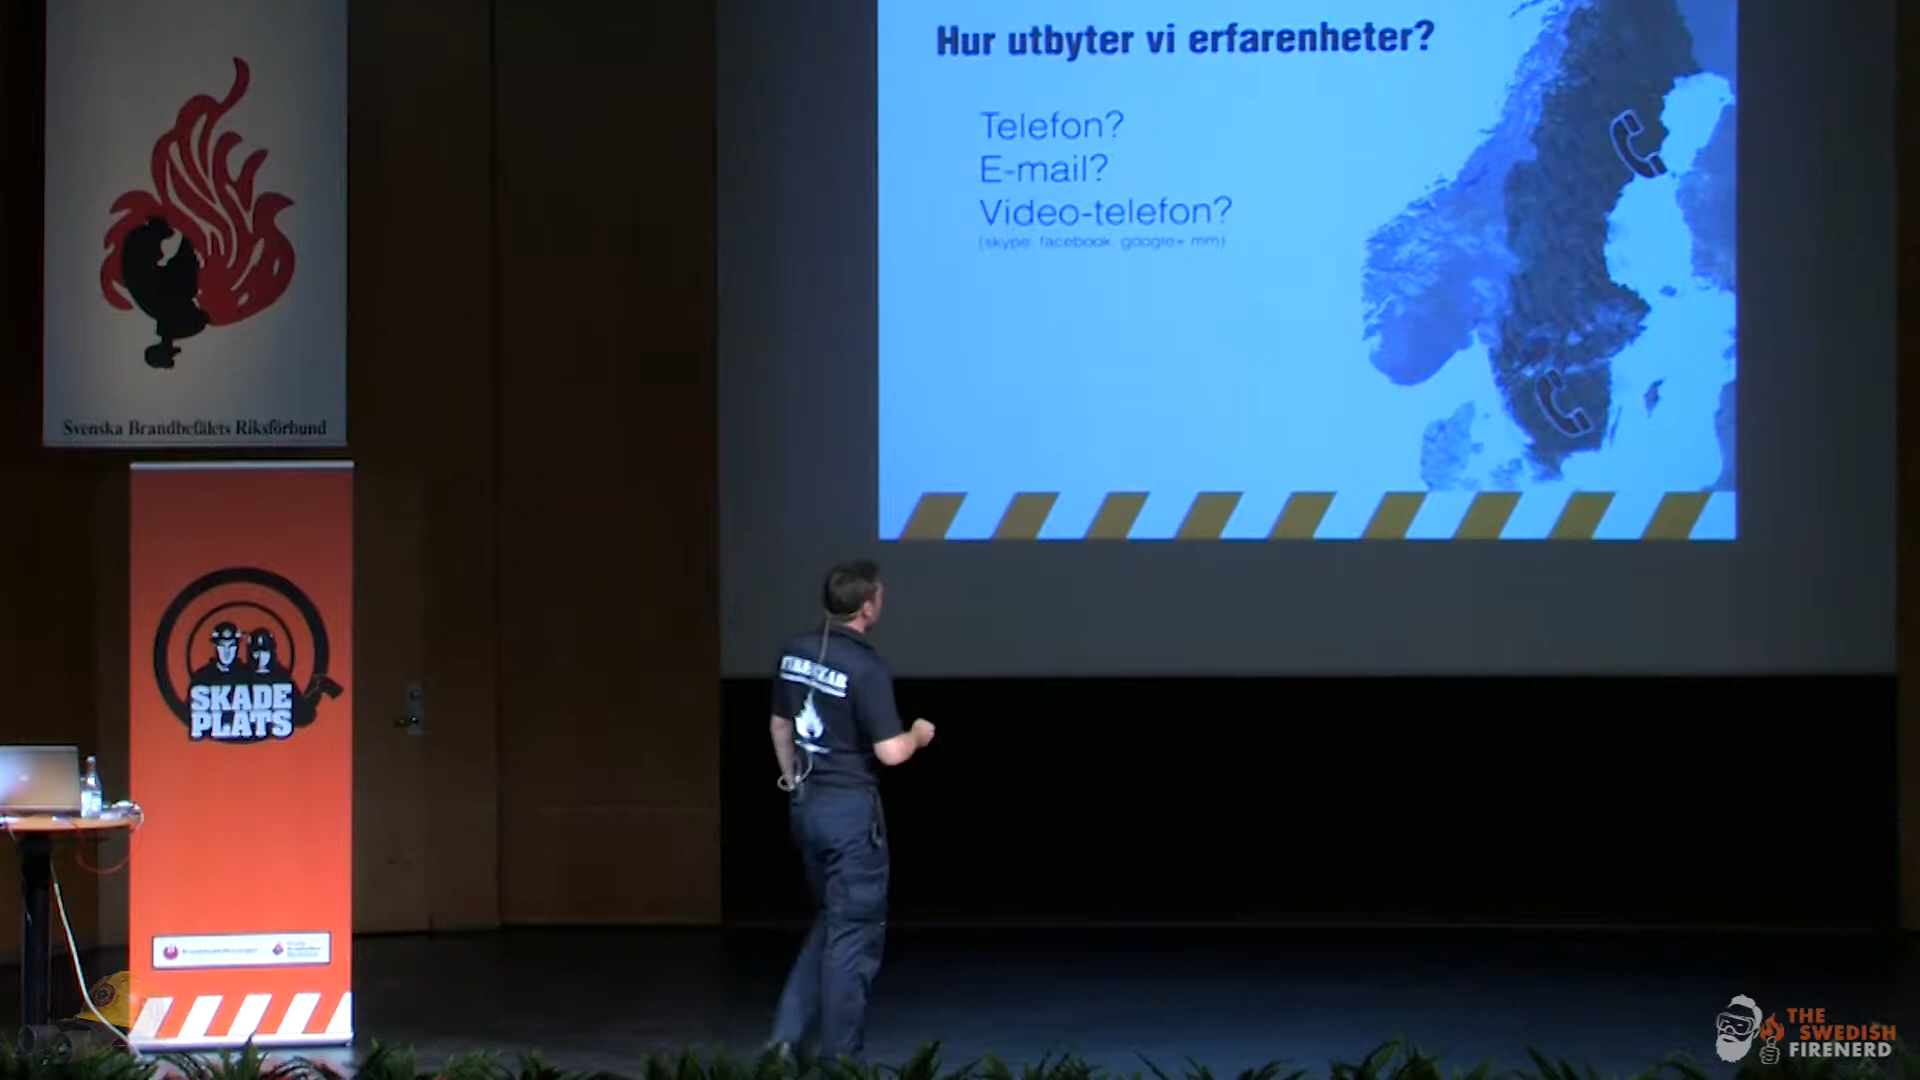 Hur utbyter vi erfarenheter?
Telefon?
E-mail?
Video-telefon?
(skype, facebook, google+ mm)
Svenska Brandbefälets Riksförbund
SKADE
PLATS
THE
SWEDISH
FIRENERD